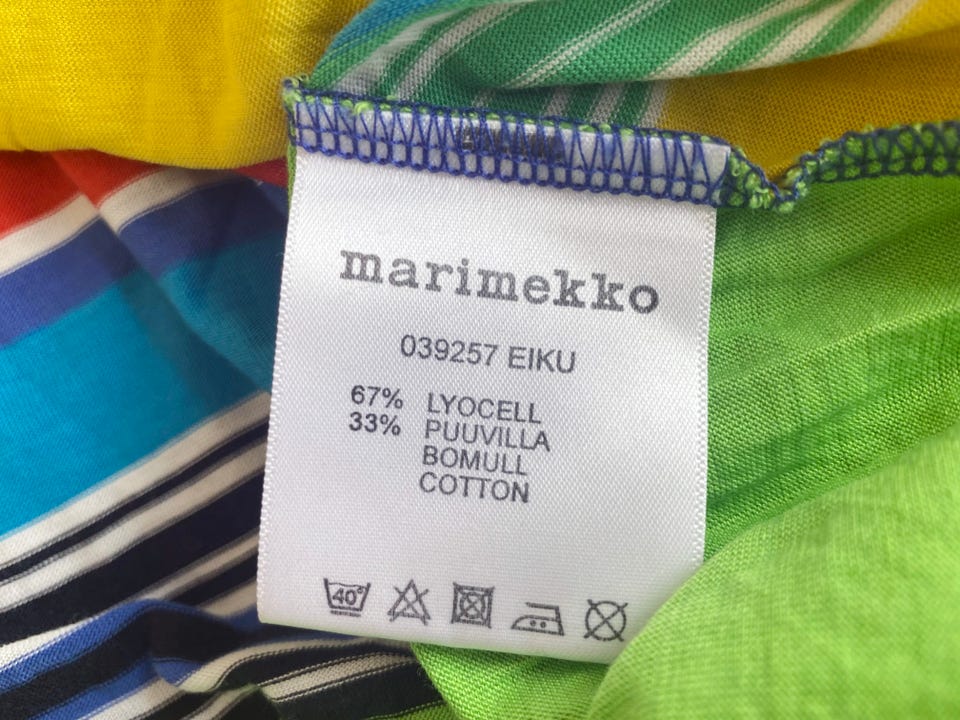 marimekko
039257 EIKU
67% LYOCELL
33% PUUVILLA
BOMULL
COTTON
40°